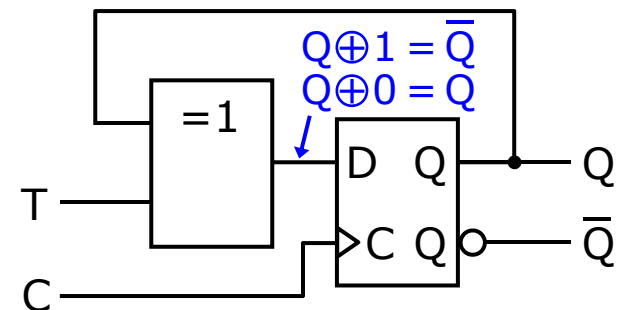 Q⊕1 = Q̅
Q⊕0 = Q
=1
D Q Q
T
C Q Q̅
C